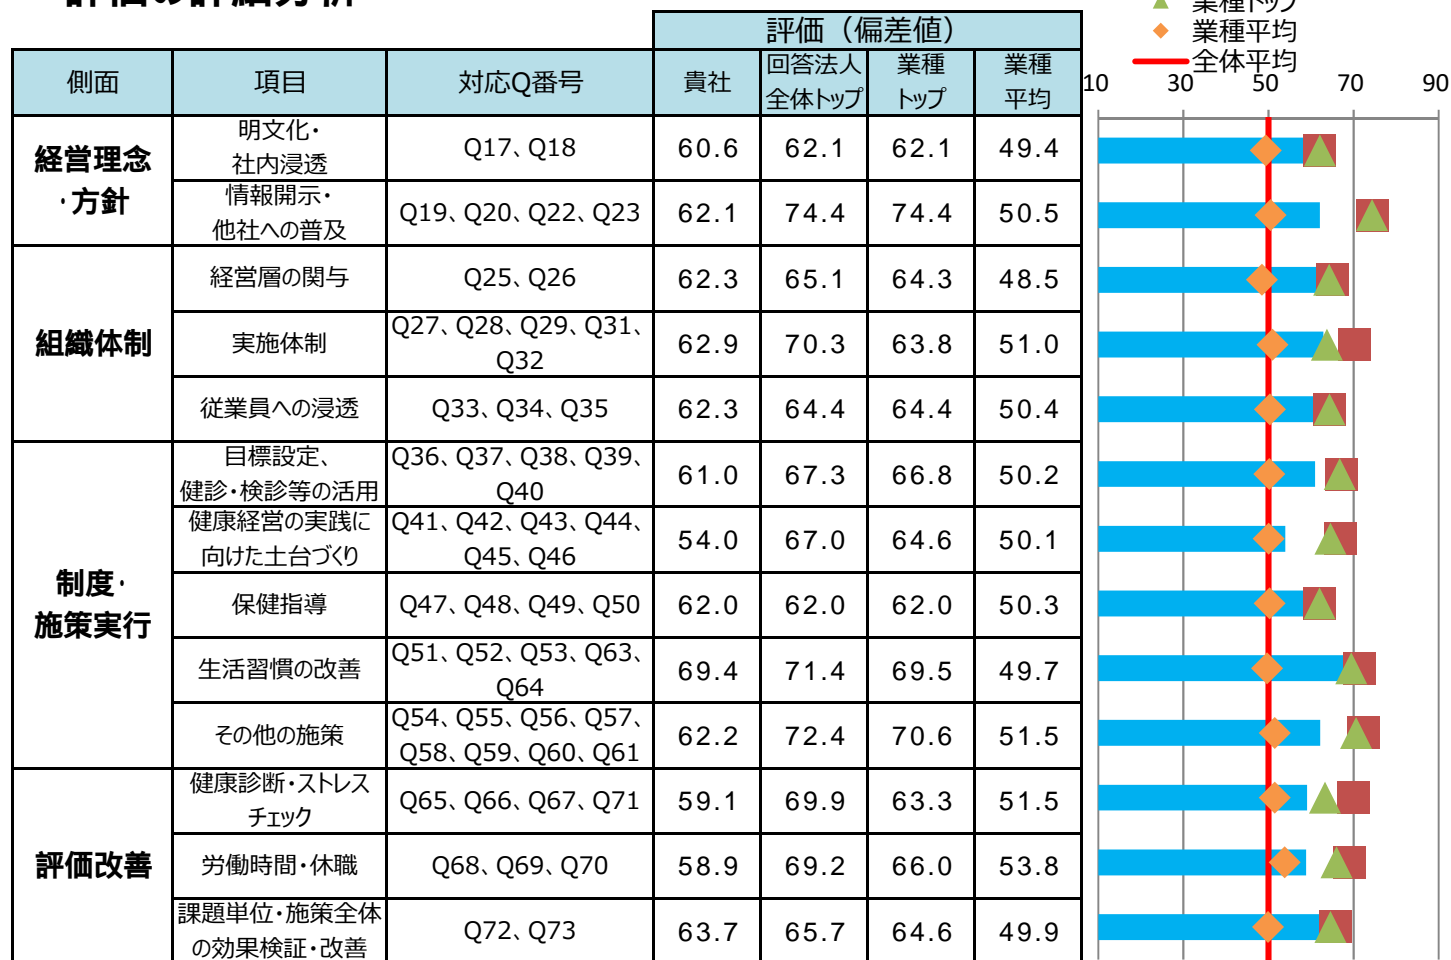 評価の詳細分析
業種トップ
業種平均
全体平均
評価（偏差値）
側面 項目 対応Q番号 貴社 回答法人全体トップ 業種トップ 業種平均
10 30 50 70 90
経営理念・方針
明文化・社内浸透 Q17、Q18 60.6 62.1 62.1 49.4
情報開示・他社への普及 Q19、Q20、Q22、Q23 62.1 74.4 74.4 50.5
組織体制
経営層の関与 Q25、Q26 62.3 65.1 64.3 48.5
実施体制 Q27、Q28、Q29、Q31、Q32 62.9 70.3 63.8 51.0
従業員への浸透 Q33、Q34、Q35 62.3 64.4 64.4 50.4
制度・施策実行
目標設定、健診・検診等の活用 Q36、Q37、Q38、Q39、Q40 61.0 67.3 66.8 50.2
健康経営の実践に向けた土台づくり Q41、Q42、Q43、Q44、Q45、Q46 54.0 67.0 64.6 50.1
保健指導 Q47、Q48、Q49、Q50 62.0 62.0 62.0 50.3
生活習慣の改善 Q51、Q52、Q53、Q63、Q64 69.4 71.4 69.5 49.7
その他の施策 Q54、Q55、Q56、Q57、Q58、Q59、Q60、Q61 62.2 72.4 70.6 51.5
評価改善
健康診断・ストレスチェック Q65、Q66、Q67、Q71 59.1 69.9 63.3 51.5
労働時間・休職 Q68、Q69、Q70 58.9 69.2 66.0 53.8
課題単位・施策全体の効果検証・改善 Q72、Q73 63.7 65.7 64.6 49.9